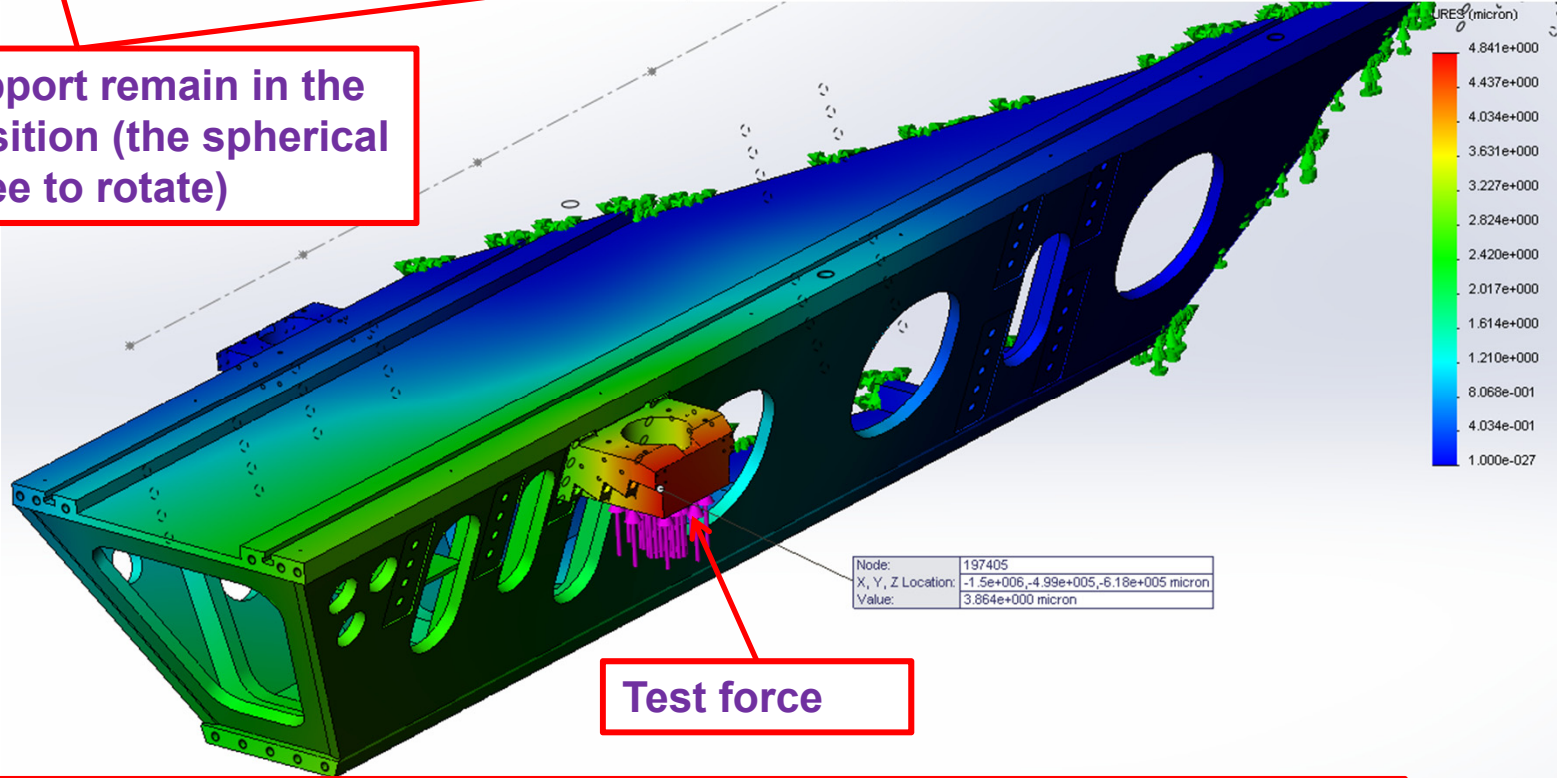 pport remain in the
sition (the spherical
ee to rotate)
URES (micron)
4.841e+000
4.437e+000
4.034e+000
3.631e+000
3.227e+000
2.824e+000
2.420e+000
2.017e+000
1.614e+000
1.210e+000
8.068e-001
4.034e-001
1.000e-027
Node: 197405
X, Y, Z Location: -1.5e+006,-4.99e+005,-6.18e+005 micron
Value: 3.864e+000 micron
Test force